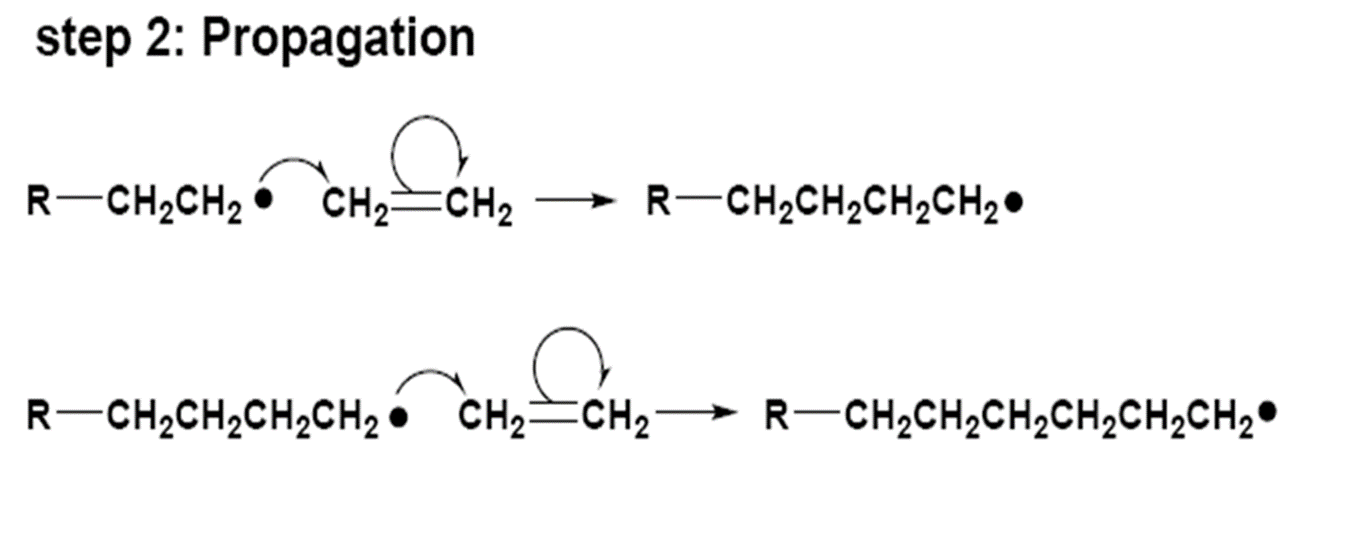 step 2: Propagation
R—CH₂CH₂• CH₂=CH₂ → R—CH₂CH₂CH₂CH₂•
R—CH₂CH₂CH₂CH₂• CH₂=CH₂ → R—CH₂CH₂CH₂CH₂CH₂CH₂•